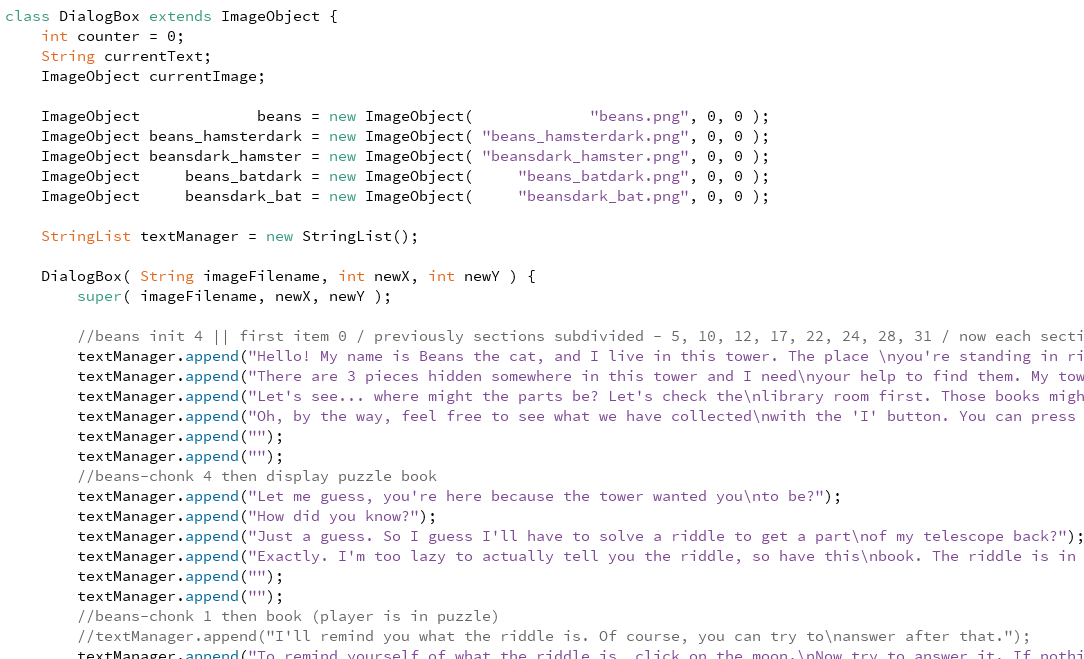 class DialogBox extends ImageObject {
    int counter = 0;
    String currentText;
    ImageObject currentImage;

    ImageObject             beans = new ImageObject(             "beans.png", 0, 0 );
    ImageObject beans_hamsterdark = new ImageObject( "beans_hamsterdark.png", 0, 0 );
    ImageObject beansdark_hamster = new ImageObject( "beansdark_hamster.png", 0, 0 );
    ImageObject     beans_batdark = new ImageObject(     "beans_batdark.png", 0, 0 );
    ImageObject     beansdark_bat = new ImageObject(     "beansdark_bat.png", 0, 0 );

    StringList textManager = new StringList();

    DialogBox( String imageFilename, int newX, int newY ) {
        super( imageFilename, newX, newY );

        //beans init 4 || first item 0 / previously sections subdivided - 5, 10, 12, 17, 22, 24, 28, 31 / now each secti
        textManager.append("Hello! My name is Beans the cat, and I live in this tower. The place \nyou're standing in ri
        textManager.append("There are 3 pieces hidden somewhere in this tower and I need\nyour help to find them. My tow
        textManager.append("Let's see... where might the parts be? Let's check the\nlibrary room first. Those books migh
        textManager.append("Oh, by the way, feel free to see what we have collected\nwith the 'I' button. You can press
        textManager.append("");
        textManager.append("");
        //beans-chonk 4 then display puzzle book
        textManager.append("Let me guess, you're here because the tower wanted you\nto be?");
        textManager.append("How did you know?");
        textManager.append("Just a guess. So I guess I'll have to solve a riddle to get a part\nof my telescope back?");
        textManager.append("Exactly. I'm too lazy to actually tell you the riddle, so have this\nbook. The riddle is in
        textManager.append("");
        textManager.append("");
        //beans-chonk 1 then book (player is in puzzle)
        //textManager.append("I'll remind you what the riddle is. Of course, you can try to\nanswer after that.");
        textManager.append("To remind yourself of what the riddle is, click on the moon.\nNow try to answer it. If nothi